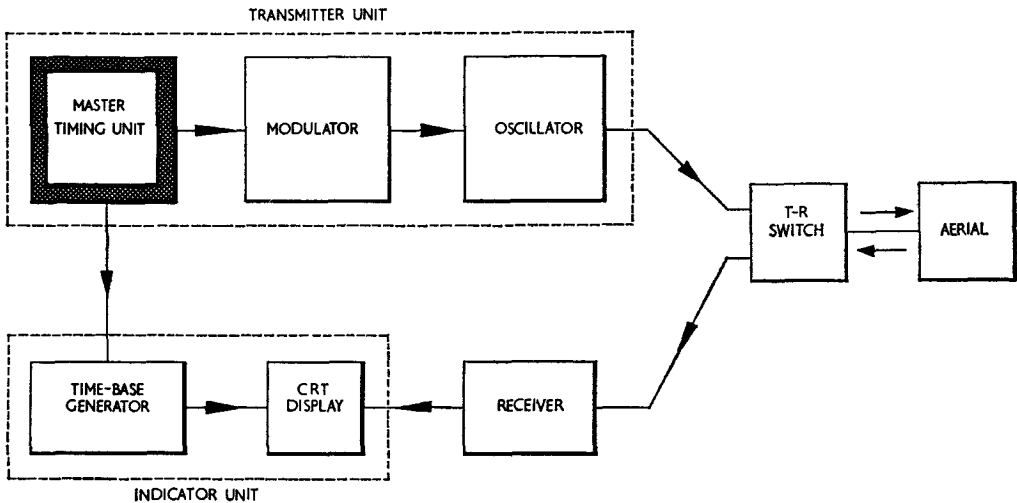 TRANSMITTER UNIT
MASTER
TIMING UNIT
MODULATOR
OSCILLATOR
T-R
SWITCH
AERIAL
TIME-BASE
GENERATOR
CRT
DISPLAY
RECEIVER
INDICATOR UNIT